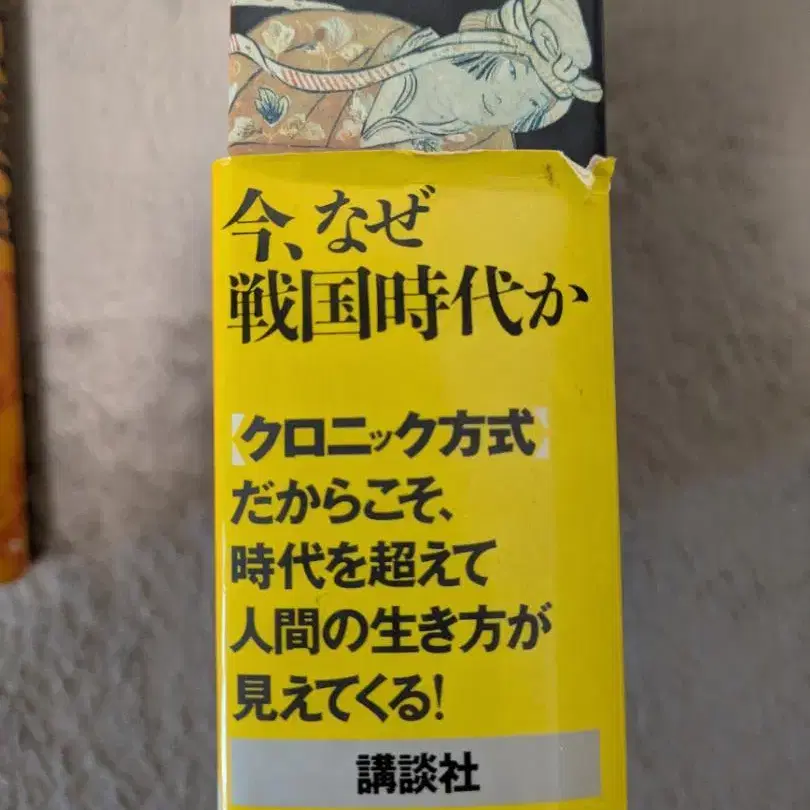 今、なぜ
戦国時代か
【クロニック方式】
だからこそ、
時代を超えて
人間の生き方が
見えてくる!
講談社